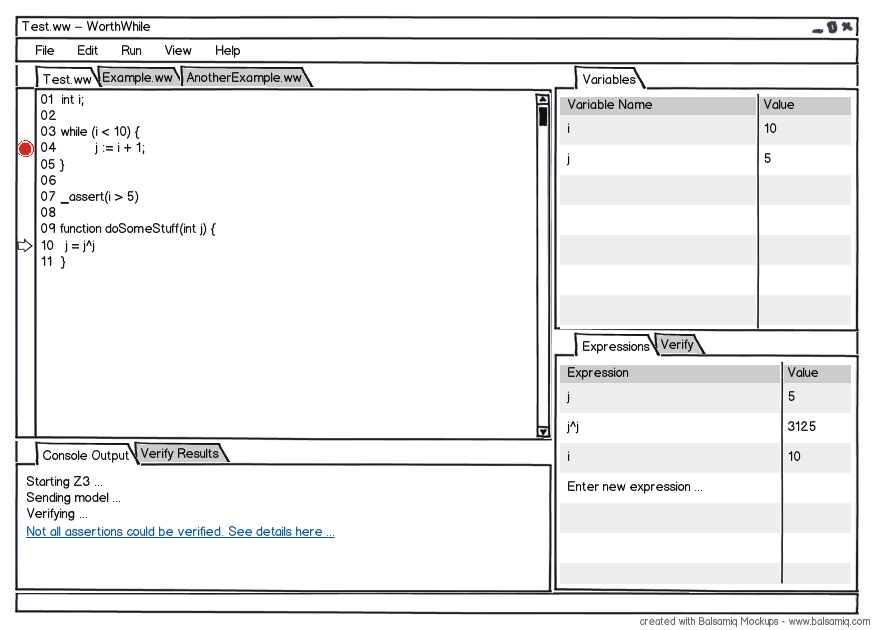 Test.ww – WorthWhile
File Edit Run View Help
Test.ww Example.ww AnotherExample.ww
01 int i;
02
03 while (i < 10) {
04 j := i + 1;
05 }
06
07 _assert(i > 5)
08
09 function doSomeStuff(int j) {
10 j = j^j
11 }
Variables
Variable Name Value
i 10
j 5
Expressions Verify
Expression Value
j 5
j^j 3125
i 10
Enter new expression ...
Console Output Verify Results
Starting Z3 ...
Sending model ...
Verifying ...
Not all assertions could be verified. See details here ...
created with Balsamiq Mockups - www.balsamiq.com